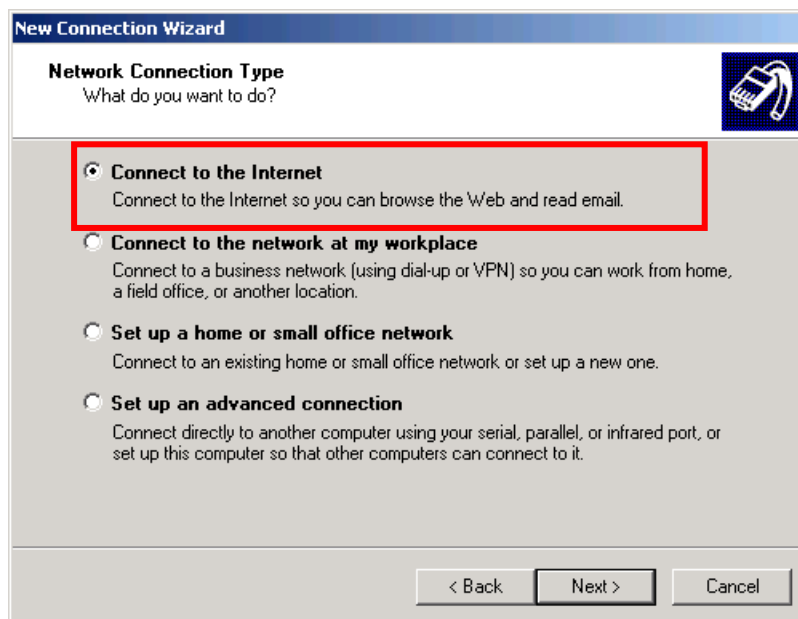 New Connection Wizard
Network Connection Type
What do you want to do?
Connect to the Internet
Connect to the Internet so you can browse the Web and read email.
Connect to the network at my workplace
Connect to a business network (using dial-up or VPN) so you can work from home,
a field office, or another location.
Set up a home or small office network
Connect to an existing home or small office network or set up a new one.
Set up an advanced connection
Connect directly to another computer using your serial, parallel, or infrared port, or
set up this computer so that other computers can connect to it.
< Back Next > Cancel